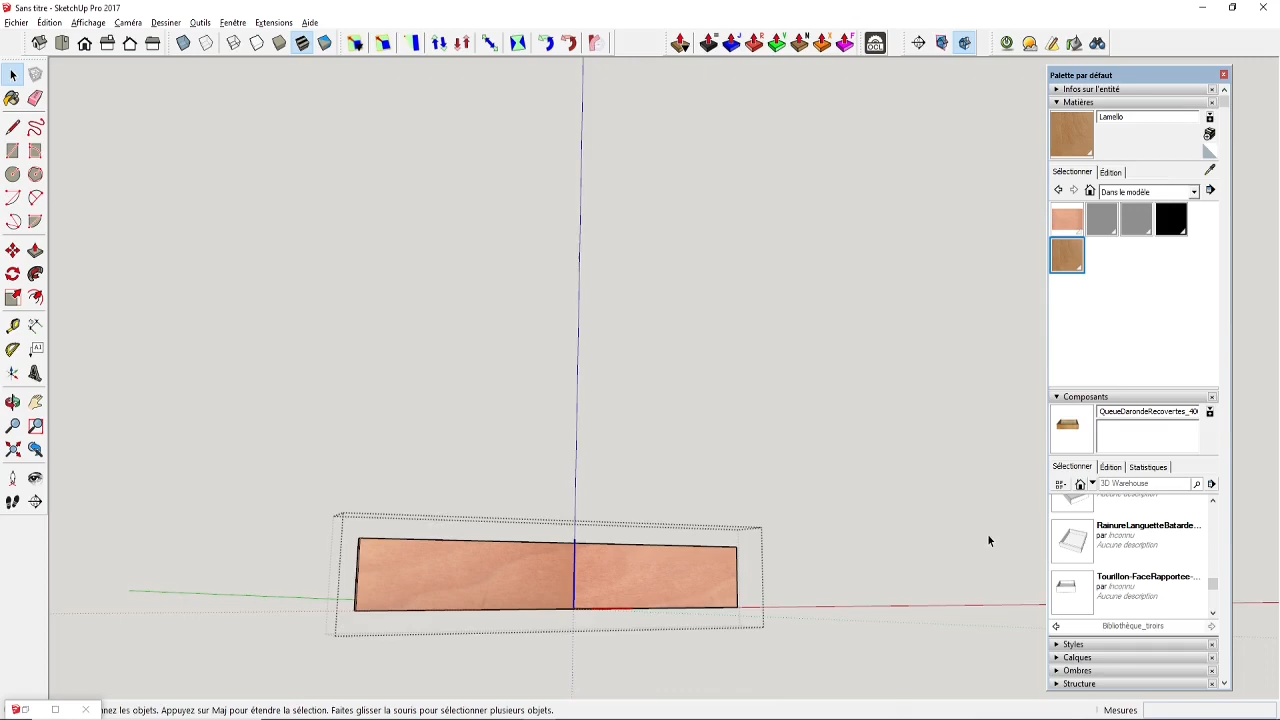 Sans titre - SketchUp Pro 2017
Fichier Édition Affichage Caméra Dessiner Outils Fenêtre Extensions Aide
OCL
Palette par défaut
Infos sur l'entité
Matières
Lamello
Sélectionner Édition
Dans le modèle
Composants
QueueDarondeRecovertes_40
Sélectionner Édition Statistiques
3D Warehouse
Aucune description
RainureLanguetteBatarde...
par Inconnu
Aucune description
Tourillon-FaceRapportee-...
par Inconnu
Aucune description
Bibliothèque_troirs
Styles
Calques
Ombres
Structure
nez les objets. Appuyez sur Maj pour étendre la sélection. Faites glisser la souris pour sélectionner plusieurs objets.
Mesures